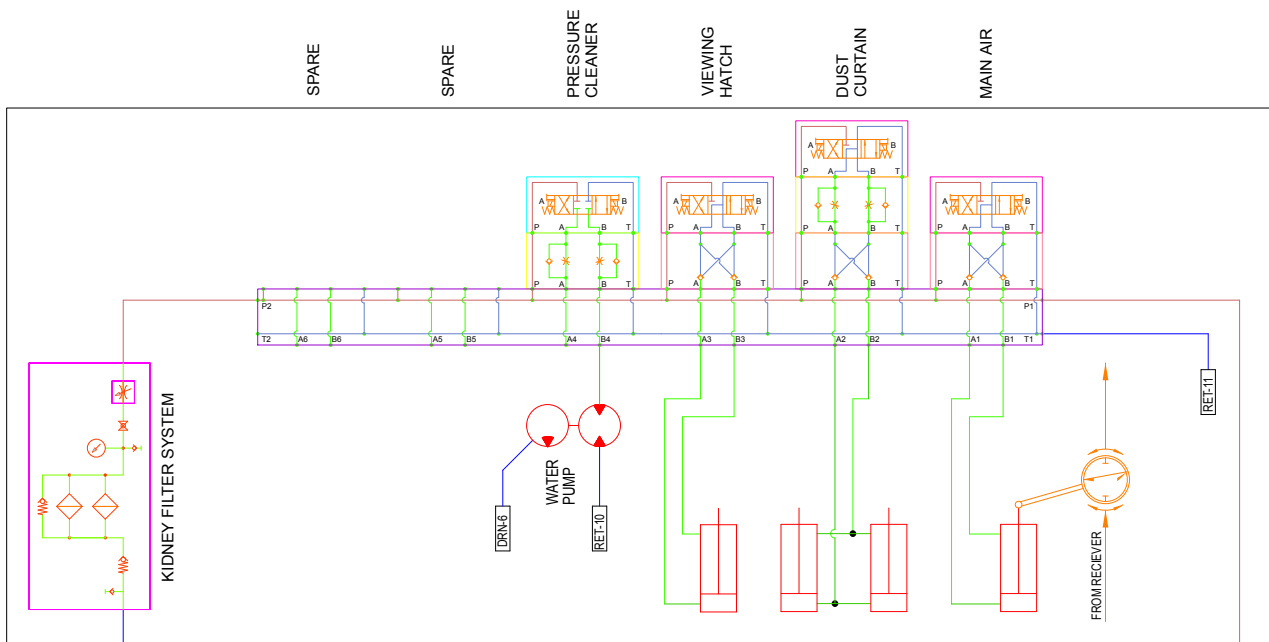 SPARE
SPARE
PRESSURE
CLEANER
VIEWING
HATCH
DUST
CURTAIN
MAIN AIR
A B
P A B T
A B
P A B T
A B
P A B T
A B
P A B T
P A B T
P A B T
P A B T
P A B T
P2 P1
T2 A6 B6 A5 B5 A4 B4 A3 B3 A2 B2 A1 B1 T1
KIDNEY FILTER SYSTEM
WATER
PUMP
DRN-6
RET-10
RET-11
FROM RECIEVER